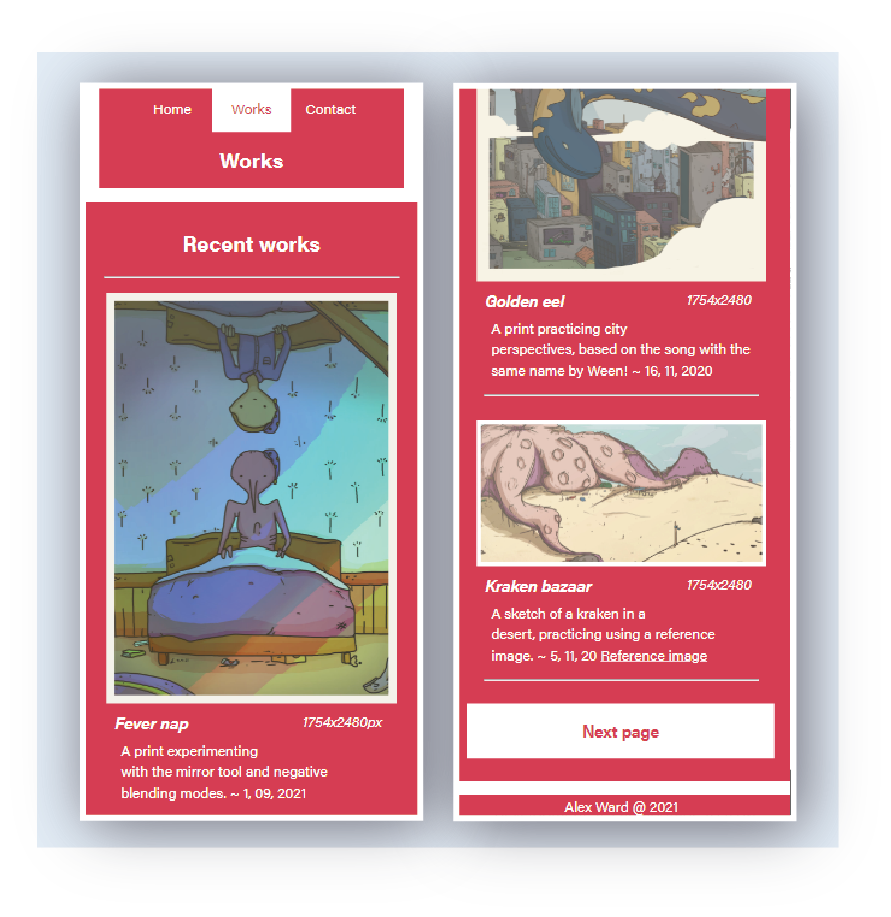 Home Works Contact
Works
Recent works
Fever nap 1754x2480px
A print experimenting
with the mirror tool and negative
blending modes. ~ 1, 09, 2021
Golden eel 1754x2480
A print practicing city
perspectives, based on the song with the
same name by Ween! ~ 16, 11, 2020
Kraken bazaar 1754x2480
A sketch of a kraken in a
desert, practicing using a reference
image. ~ 5, 11, 20 Reference image
Next page
Alex Ward @ 2021